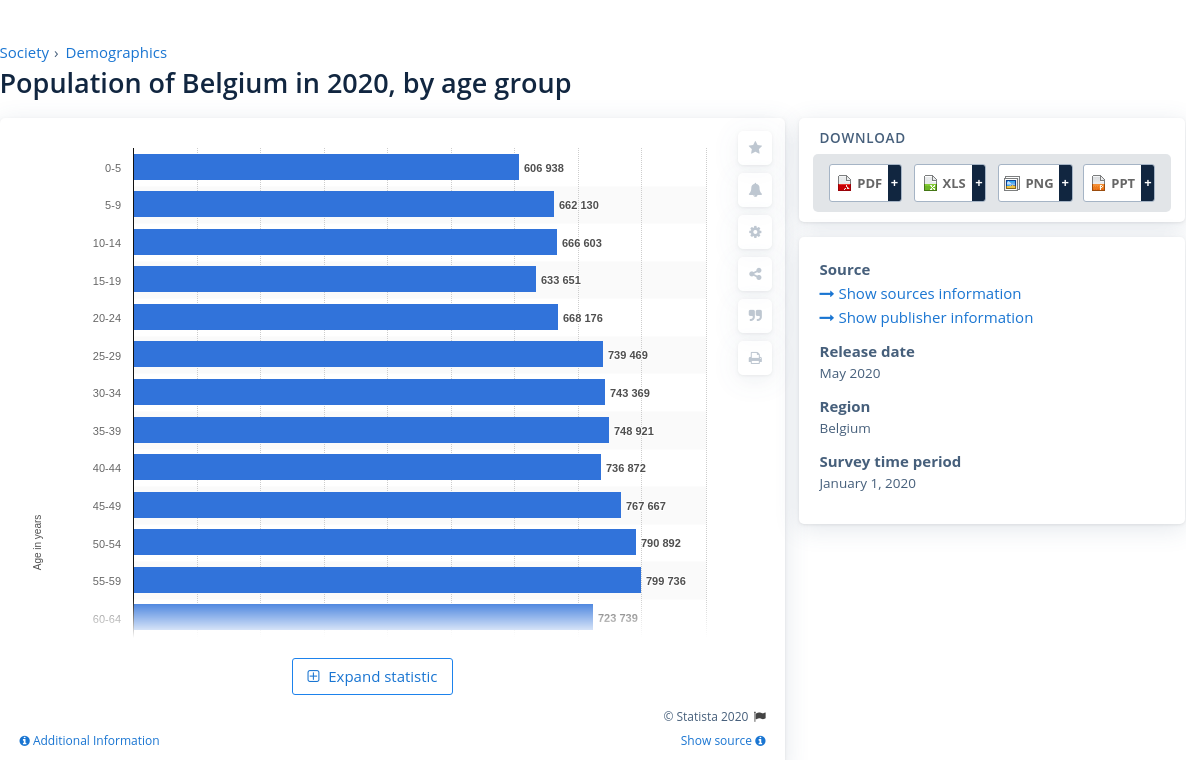 Society › Demographics
Population of Belgium in 2020, by age group
0-5 606 938
5-9 662 130
10-14 666 603
15-19 633 651
20-24 668 176
25-29 739 469
30-34 743 369
35-39 748 921
40-44 736 872
45-49 767 667
50-54 790 892
55-59 799 736
60-64 723 739
Age in years
Expand statistic
© Statista 2020
Additional Information
Show source
DOWNLOAD
PDF + XLS + PNG + PPT +
Source
Show sources information
Show publisher information
Release date
May 2020
Region
Belgium
Survey time period
January 1, 2020